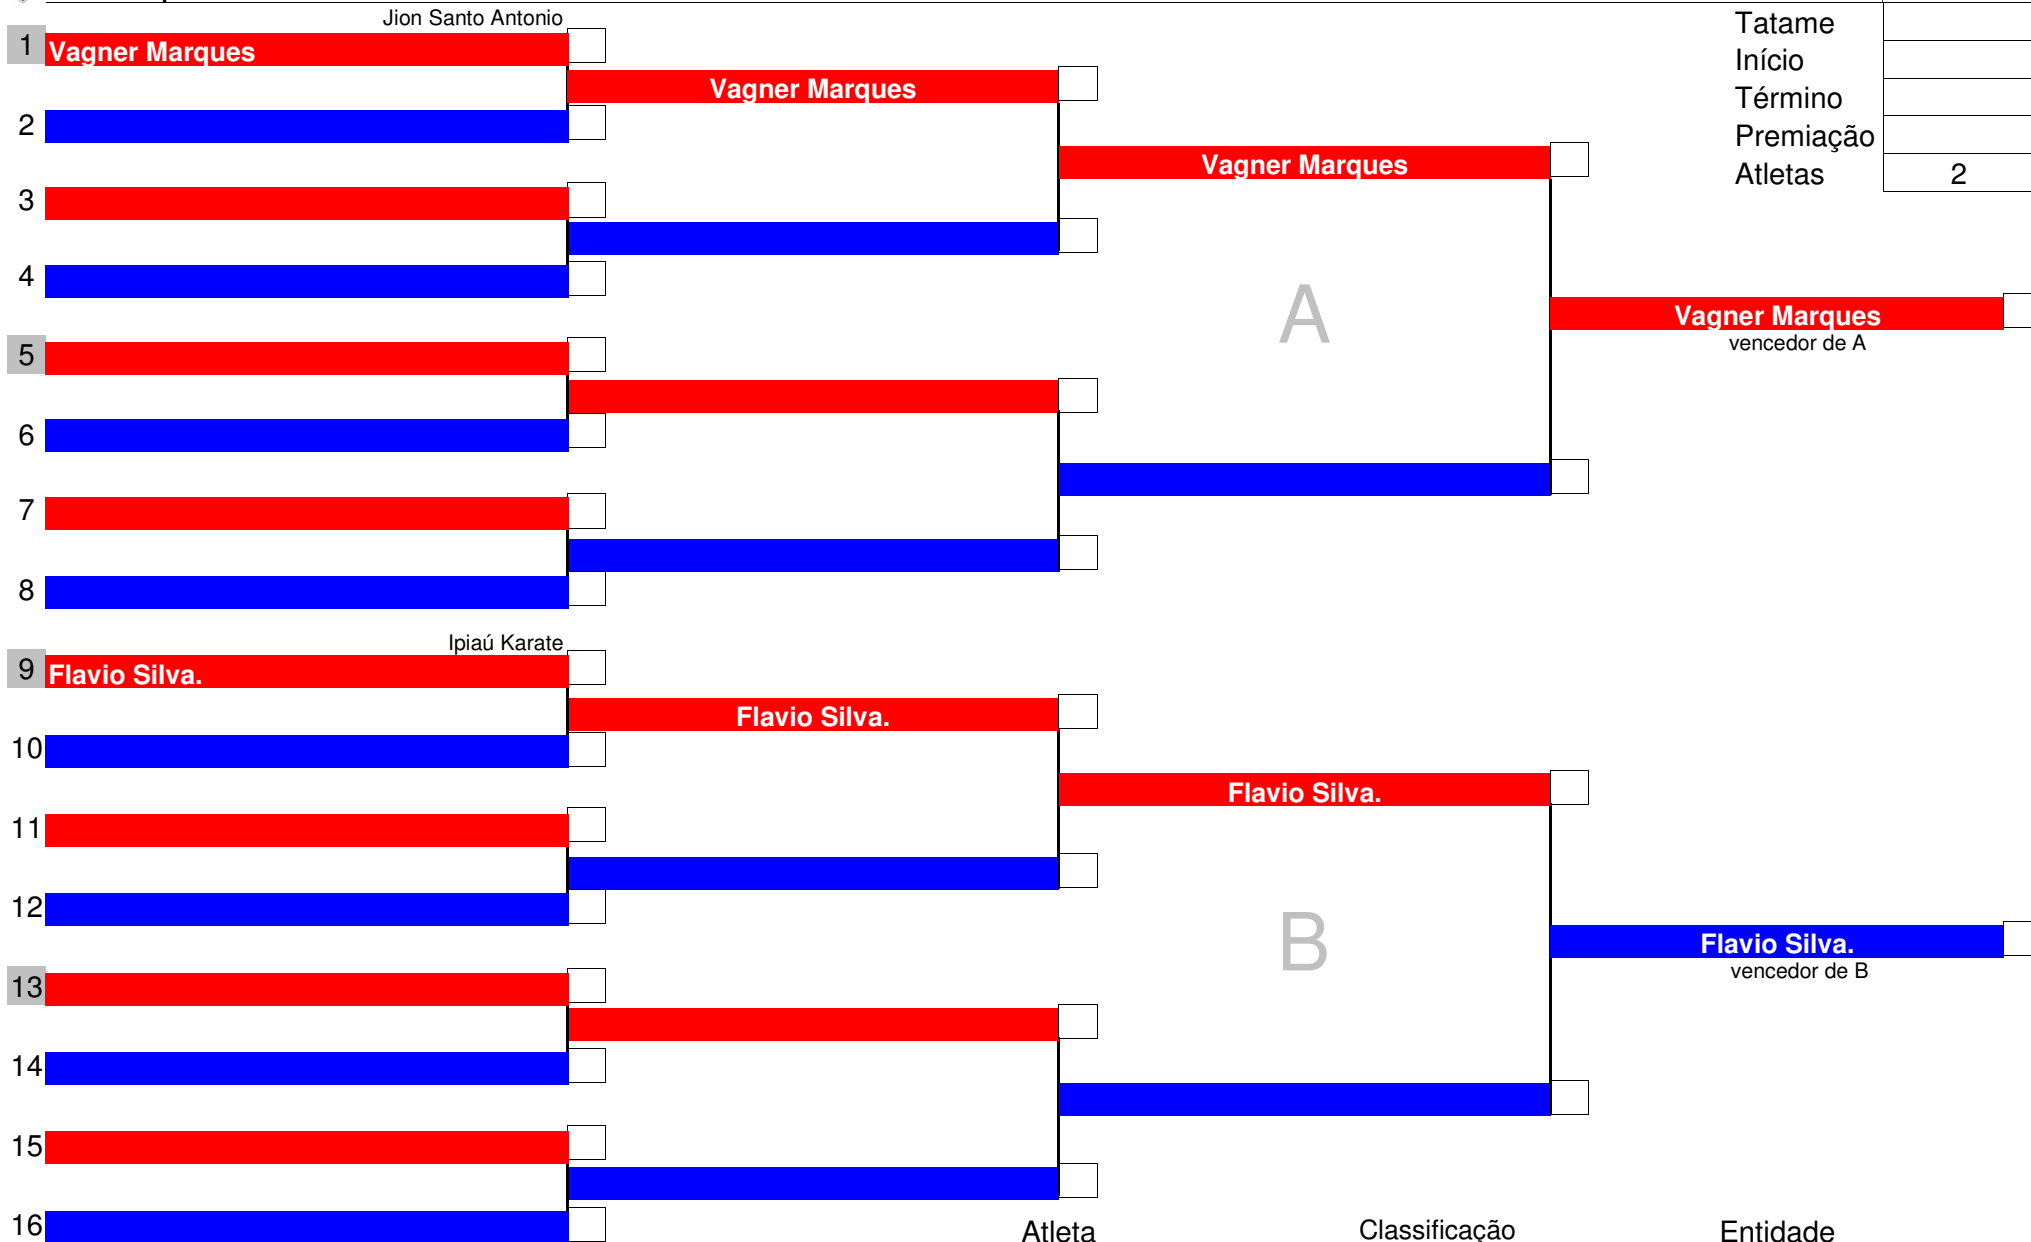 Jion Santo Antonio
1 Vagner Marques
Vagner Marques
2
Vagner Marques
3
4
A
Vagner Marques
vencedor de A
5
6
7
8
Tatame
Início
Término
Premiação
Atletas 2
Ipiaú Karate
9 Flavio Silva.
Flavio Silva.
10
Flavio Silva.
11
12
B
Flavio Silva.
vencedor de B
13
14
15
16
Atleta Classificação Entidade